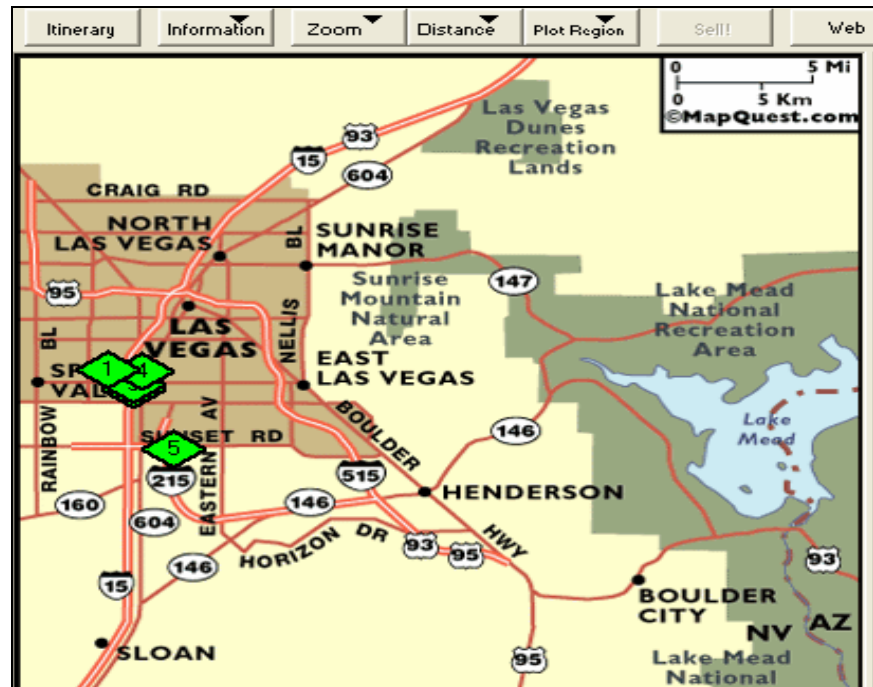 Itinerary Information Zoom Distance Plot Region Sell! Web
0 5 Mi
0 5 Km
©MapQuest.com
Las Vegas
Dunes
Recreation
Lands
93
15
604
CRAIG RD
NORTH
LAS VEGAS
BL
SUNRISE
MANOR
147
95
Sunrise
Mountain
Natural
Area
Lake Mead
National
Recreation
Area
LAS
VEGAS
NELLIS
BL
EAST
LAS VEGAS
1
4
SP
VAL
RAINBOW
AV
EASTERN
BOULDER
Lake
Mead
146
SUNSET RD
5
215
515
160
604
146
HENDERSON
HORIZON DR
93
95
HWY
146
15
93
BOULDER
CITY
NV AZ
SLOAN
95
Lake Mead
National